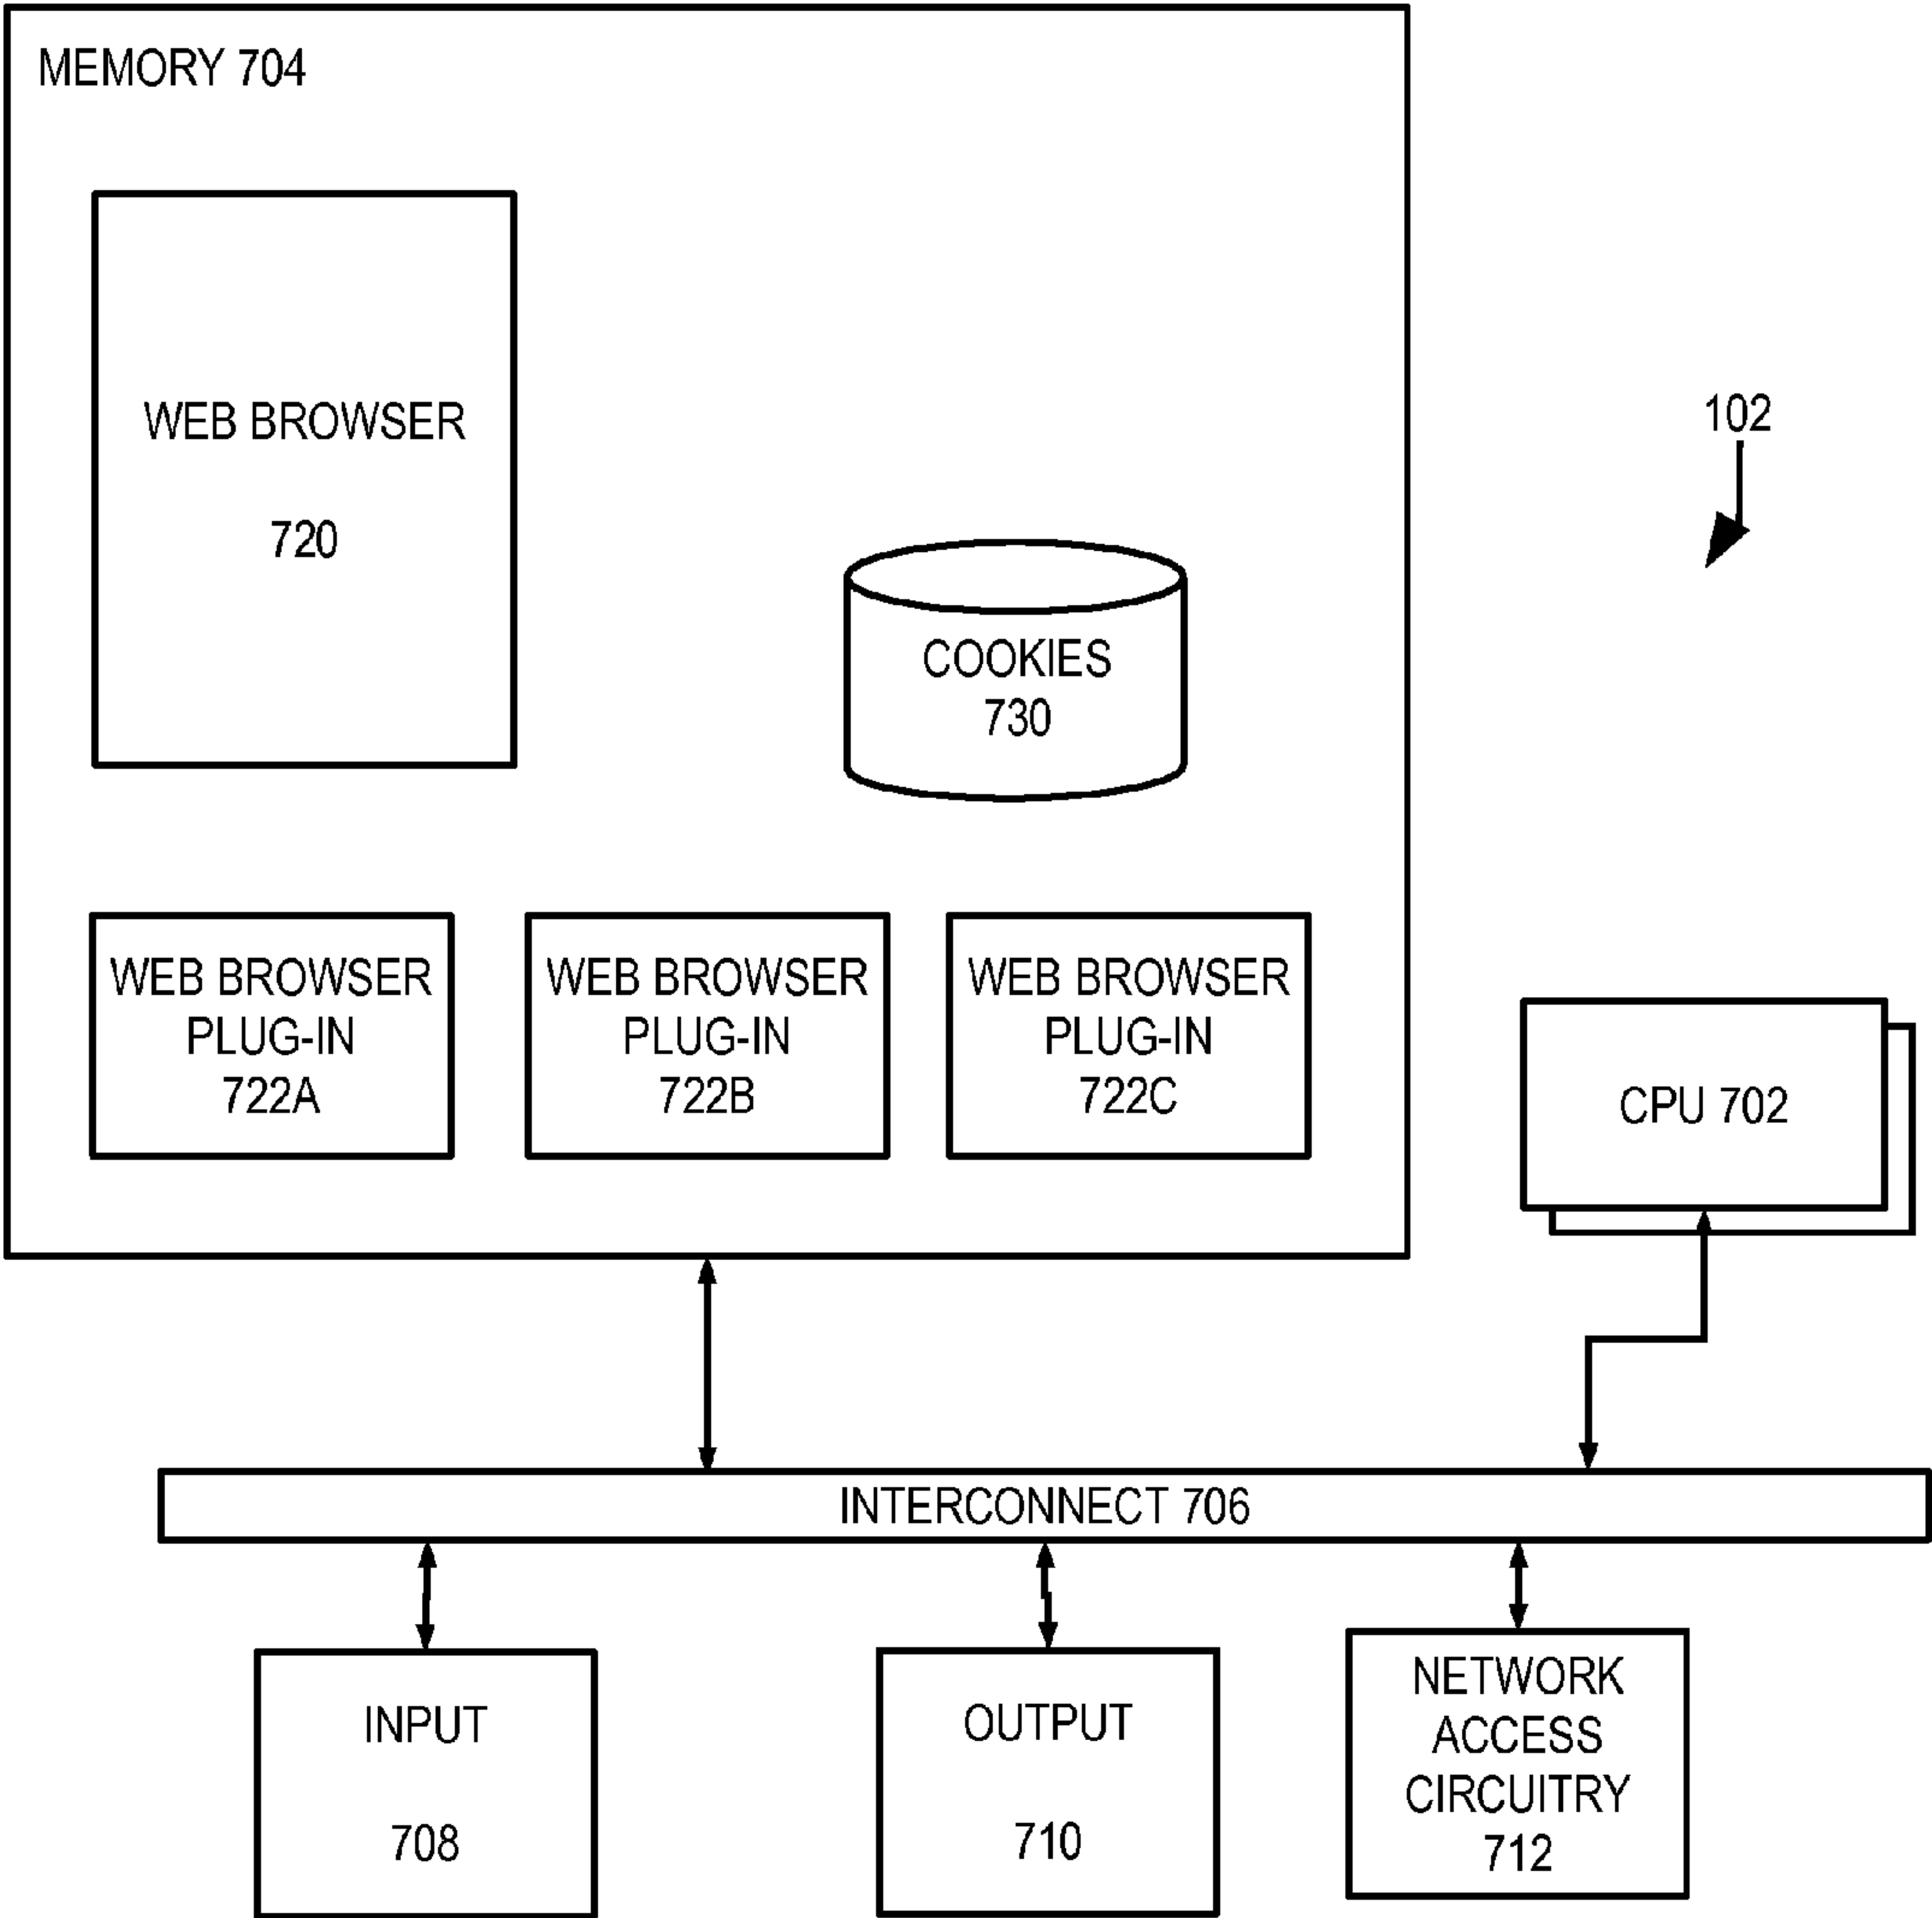 MEMORY 704
WEB BROWSER
720
102
COOKIES
730
WEB BROWSER
PLUG-IN
722A
WEB BROWSER
PLUG-IN
722B
WEB BROWSER
PLUG-IN
722C
CPU 702
INTERCONNECT 706
INPUT
708
OUTPUT
710
NETWORK
ACCESS
CIRCUITRY
712